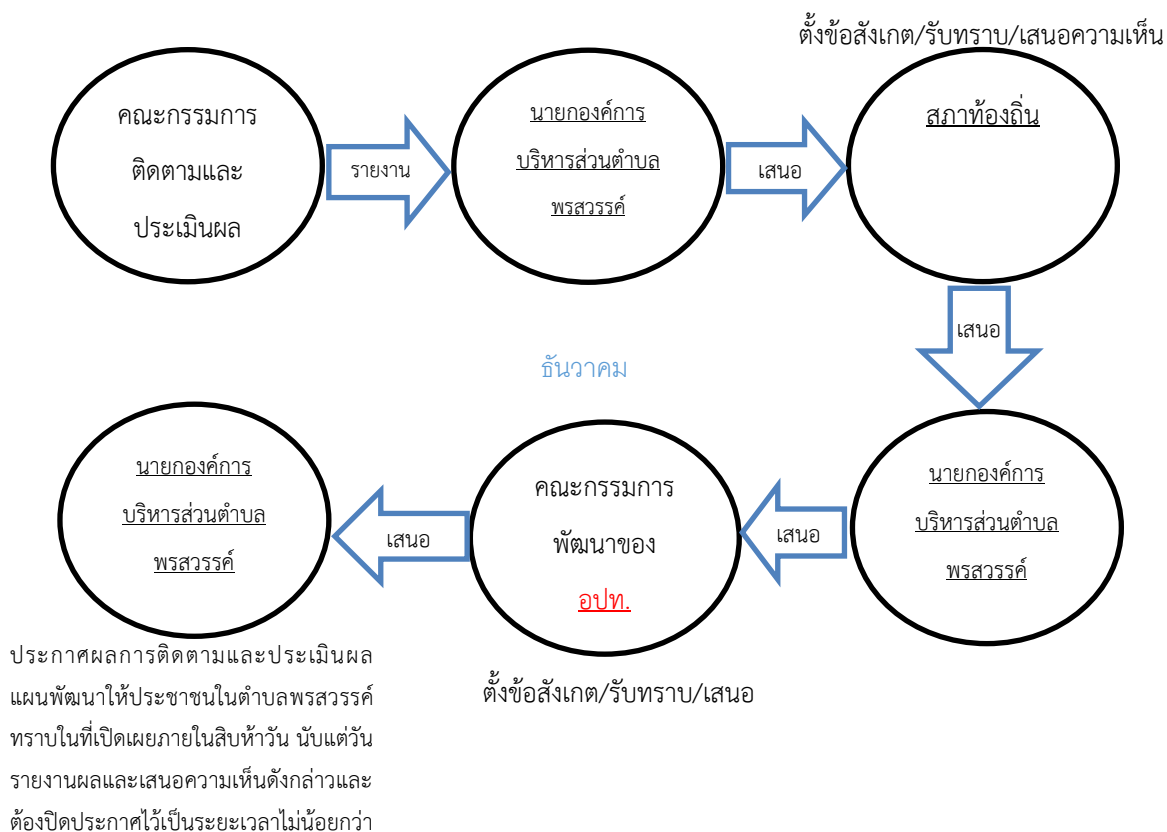 ตั้งข้อสังเกต/รับทราบ/เสนอความเห็น
คณะกรรมการ
ติดตามและ
ประเมินผล
รายงาน
นายกองค์การ
บริหารส่วนตำบล
พรสวรรค์
เสนอ
สภาท้องถิ่น
เสนอ
ธันวาคม
นายกองค์การ
บริหารส่วนตำบล
พรสวรรค์
เสนอ
คณะกรรมการ
พัฒนาของ
อปท.
ตั้งข้อสังเกต/รับทราบ/เสนอ
เสนอ
นายกองค์การ
บริหารส่วนตำบล
พรสวรรค์
ประกาศผลการติดตามและประเมินผล
แผนพัฒนาให้ประชาชนในตำบลพรสวรรค์
ทราบในที่เปิดเผยภายในสิบห้าวัน นับแต่วัน
รายงานผลและเสนอความเห็นดังกล่าวและ
ต้องปิดประกาศไว้เป็นระยะเวลาไม่น้อยกว่า